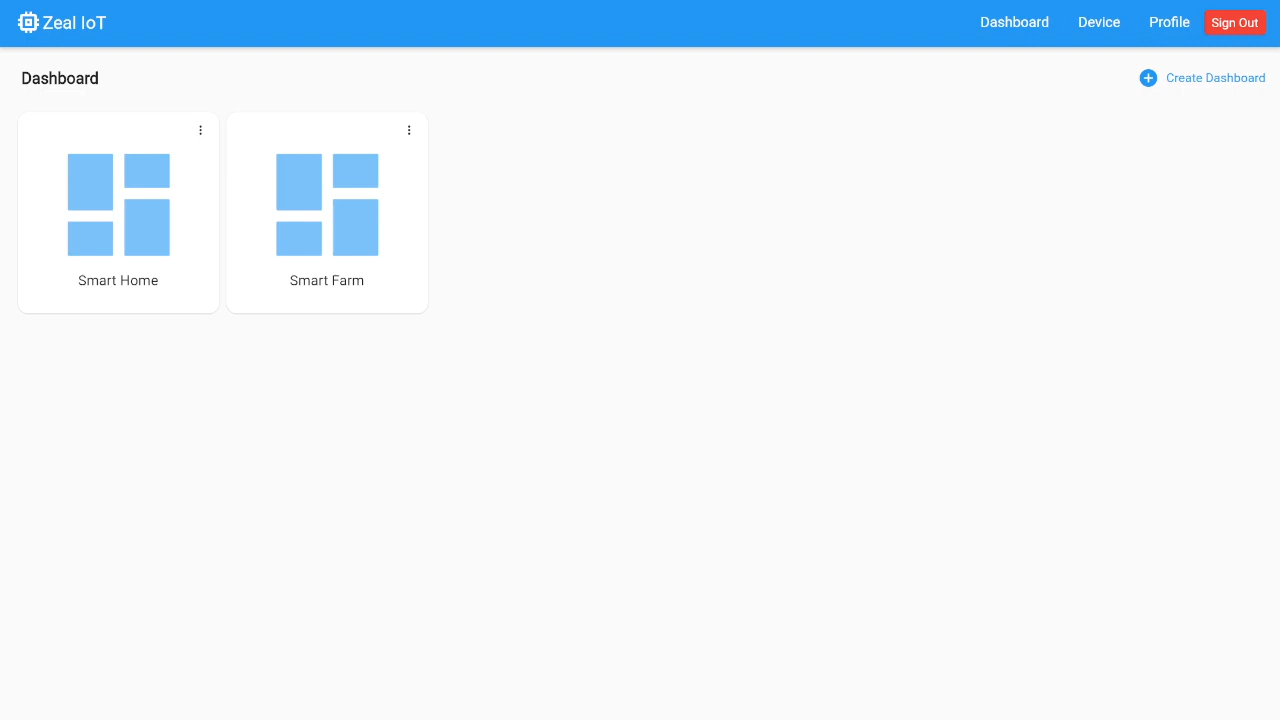 Zeal IoT
Dashboard
Device
Profile
Sign Out
Dashboard
Create Dashboard
Smart Home
Smart Farm